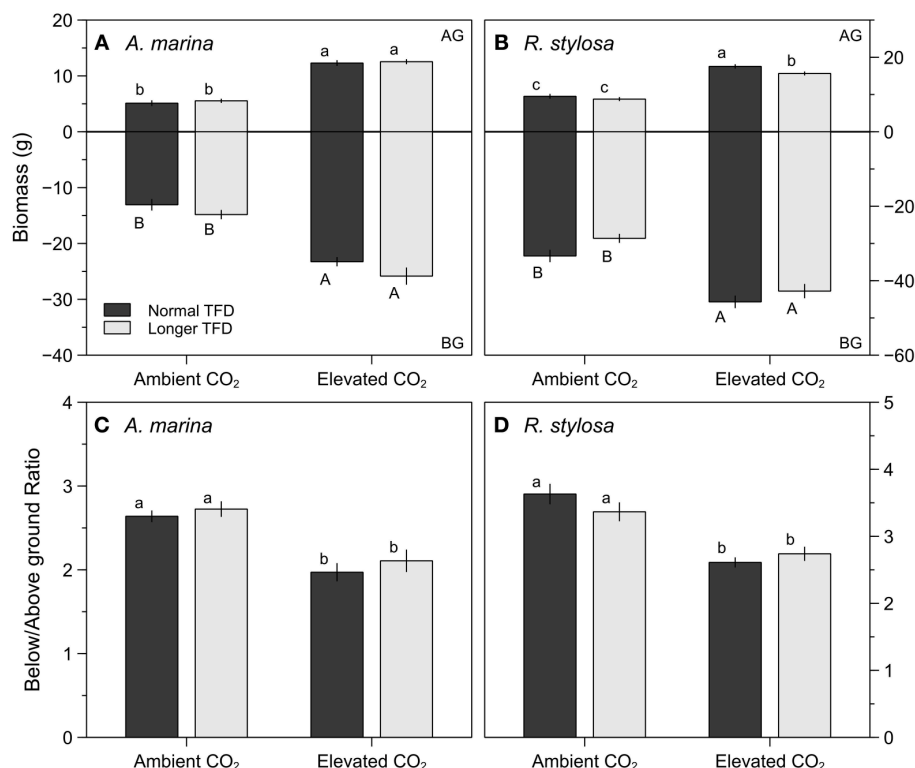 A A. marina
AG
B R. stylosa
AG
20
10
0
−10
−20
−30
−40
Biomass (g)
b
b
a
a
B
B
A
A
Normal TFD
Longer TFD
BG
Ambient CO₂
Elevated CO₂
c
c
a
b
B
B
A
A
BG
20
0
−20
−40
−60
Ambient CO₂
Elevated CO₂
C A. marina
4
3
2
1
0
Below/Above ground Ratio
a
a
b
b
Ambient CO₂
Elevated CO₂
D R. stylosa
a
a
b
b
5
4
3
2
1
0
Ambient CO₂
Elevated CO₂